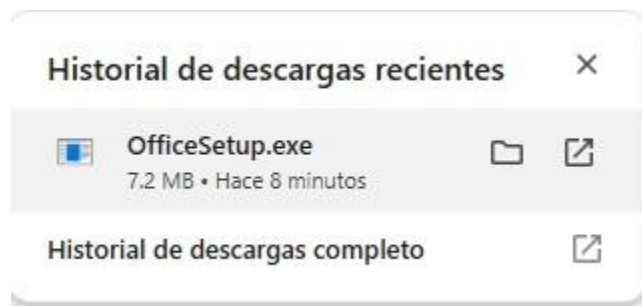 Historial de descargas recientes
OfficeSetup.exe
7.2 MB • Hace 8 minutos
Historial de descargas completo